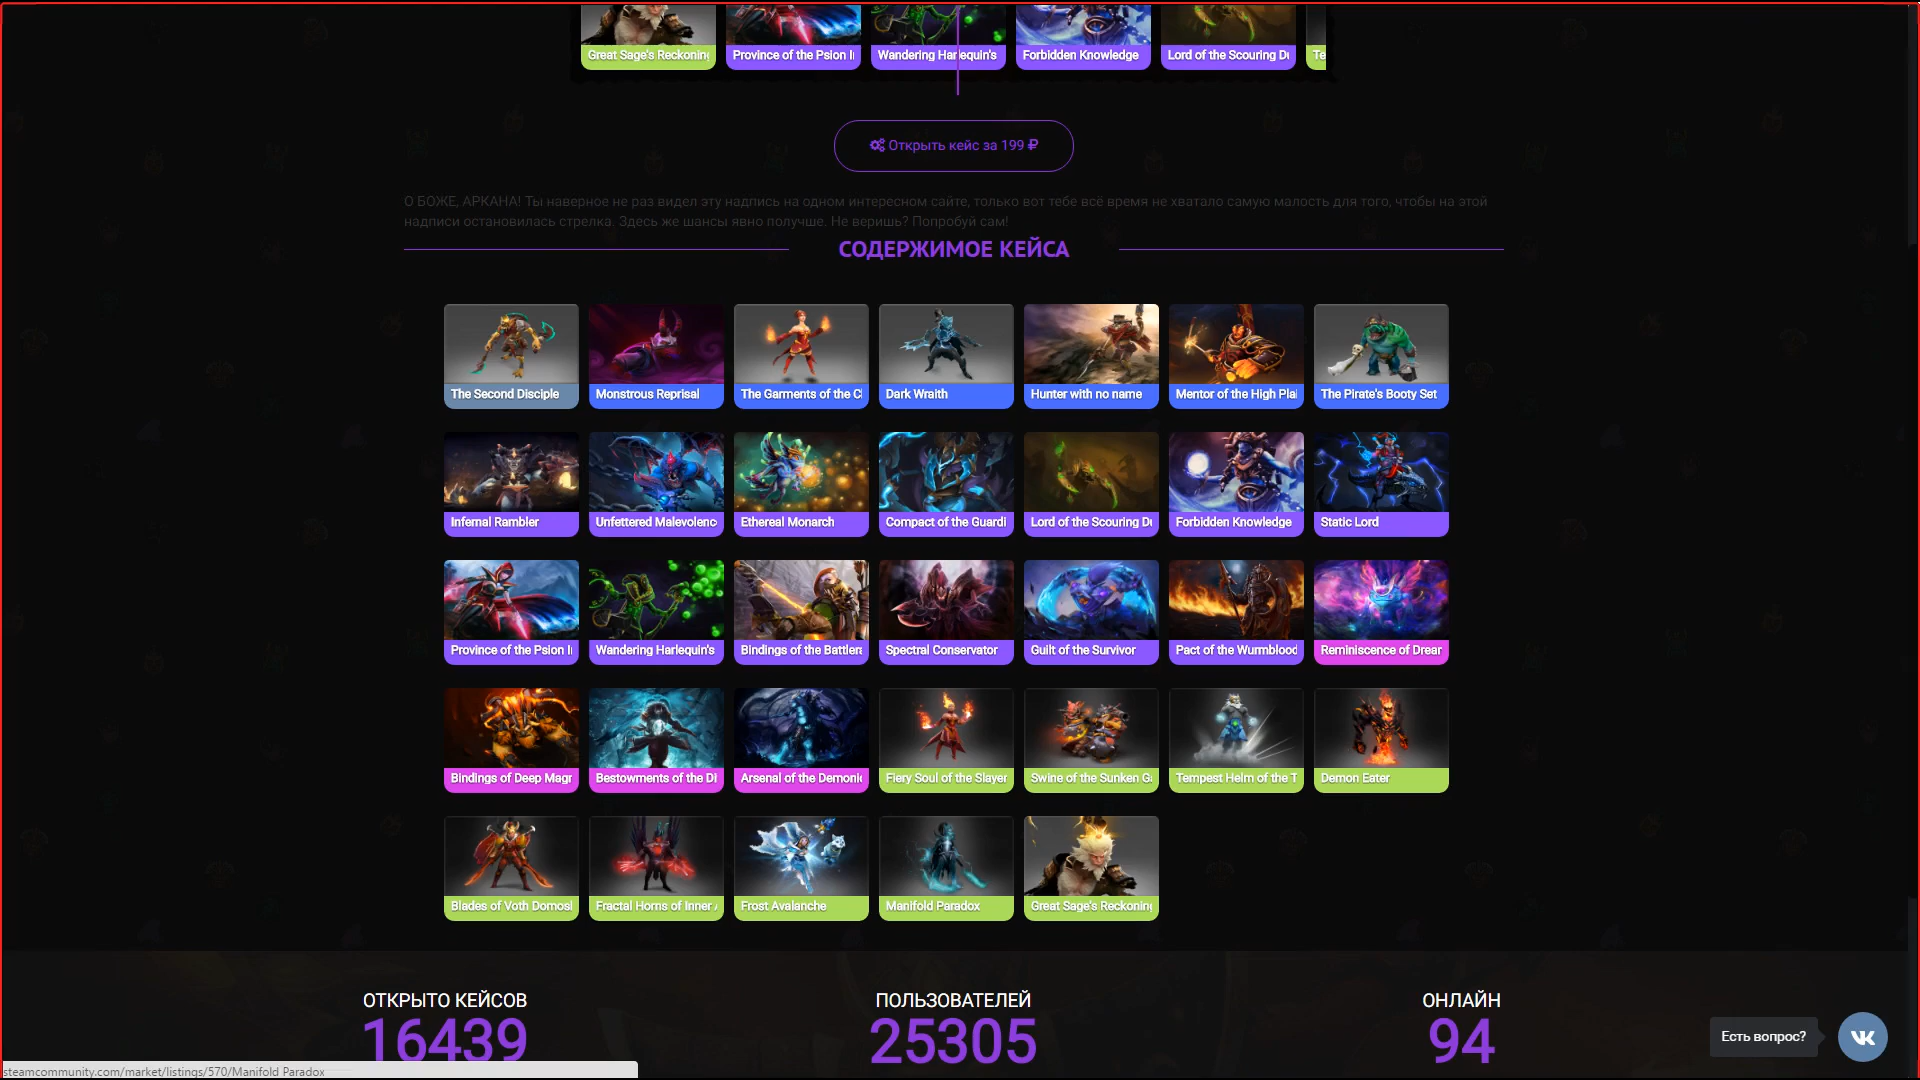 Great Sage's Reckoning
Province of the Psion I
Wandering Harlequin's
Forbidden Knowledge
Lord of the Scouring Du
Te
Открыть кейс за 199 ₽
О БОЖЕ, АРКАНА! Ты наверное не раз видел эту надпись на одном интересном сайте, только вот тебе всё время не хватало самую малость для того, чтобы на этой
надписи остановилась стрелка. Здесь же шансы явно получше. Не веришь? Попробуй сам!
СОДЕРЖИМОЕ КЕЙСА
The Second Disciple
Monstrous Reprisal
The Garments of the C
Dark Wraith
Hunter with no name
Mentor of the High Plai
The Pirate's Booty Set
Infernal Rambler
Unfettered Malevolenc
Ethereal Monarch
Compact of the Guardi
Lord of the Scouring Du
Forbidden Knowledge
Static Lord
Province of the Psion I
Wandering Harlequin's
Bindings of the Battlera
Spectral Conservator
Guilt of the Survivor
Pact of the Wurmblood
Reminiscence of Drear
Bindings of Deep Magr
Bestowments of the Di
Arsenal of the Demonic
Fiery Soul of the Slayer
Swine of the Sunken Ga
Tempest Helm of the T
Demon Eater
Blades of Voth Domosh
Fractal Horns of Inner A
Frost Avalanche
Manifold Paradox
Great Sage's Reckoning
ОТКРЫТО КЕЙСОВ
16439
ПОЛЬЗОВАТЕЛЕЙ
25305
ОНЛАЙН
94
Есть вопрос?
steamcommunity.com/market/listings/570/Manifold Paradox